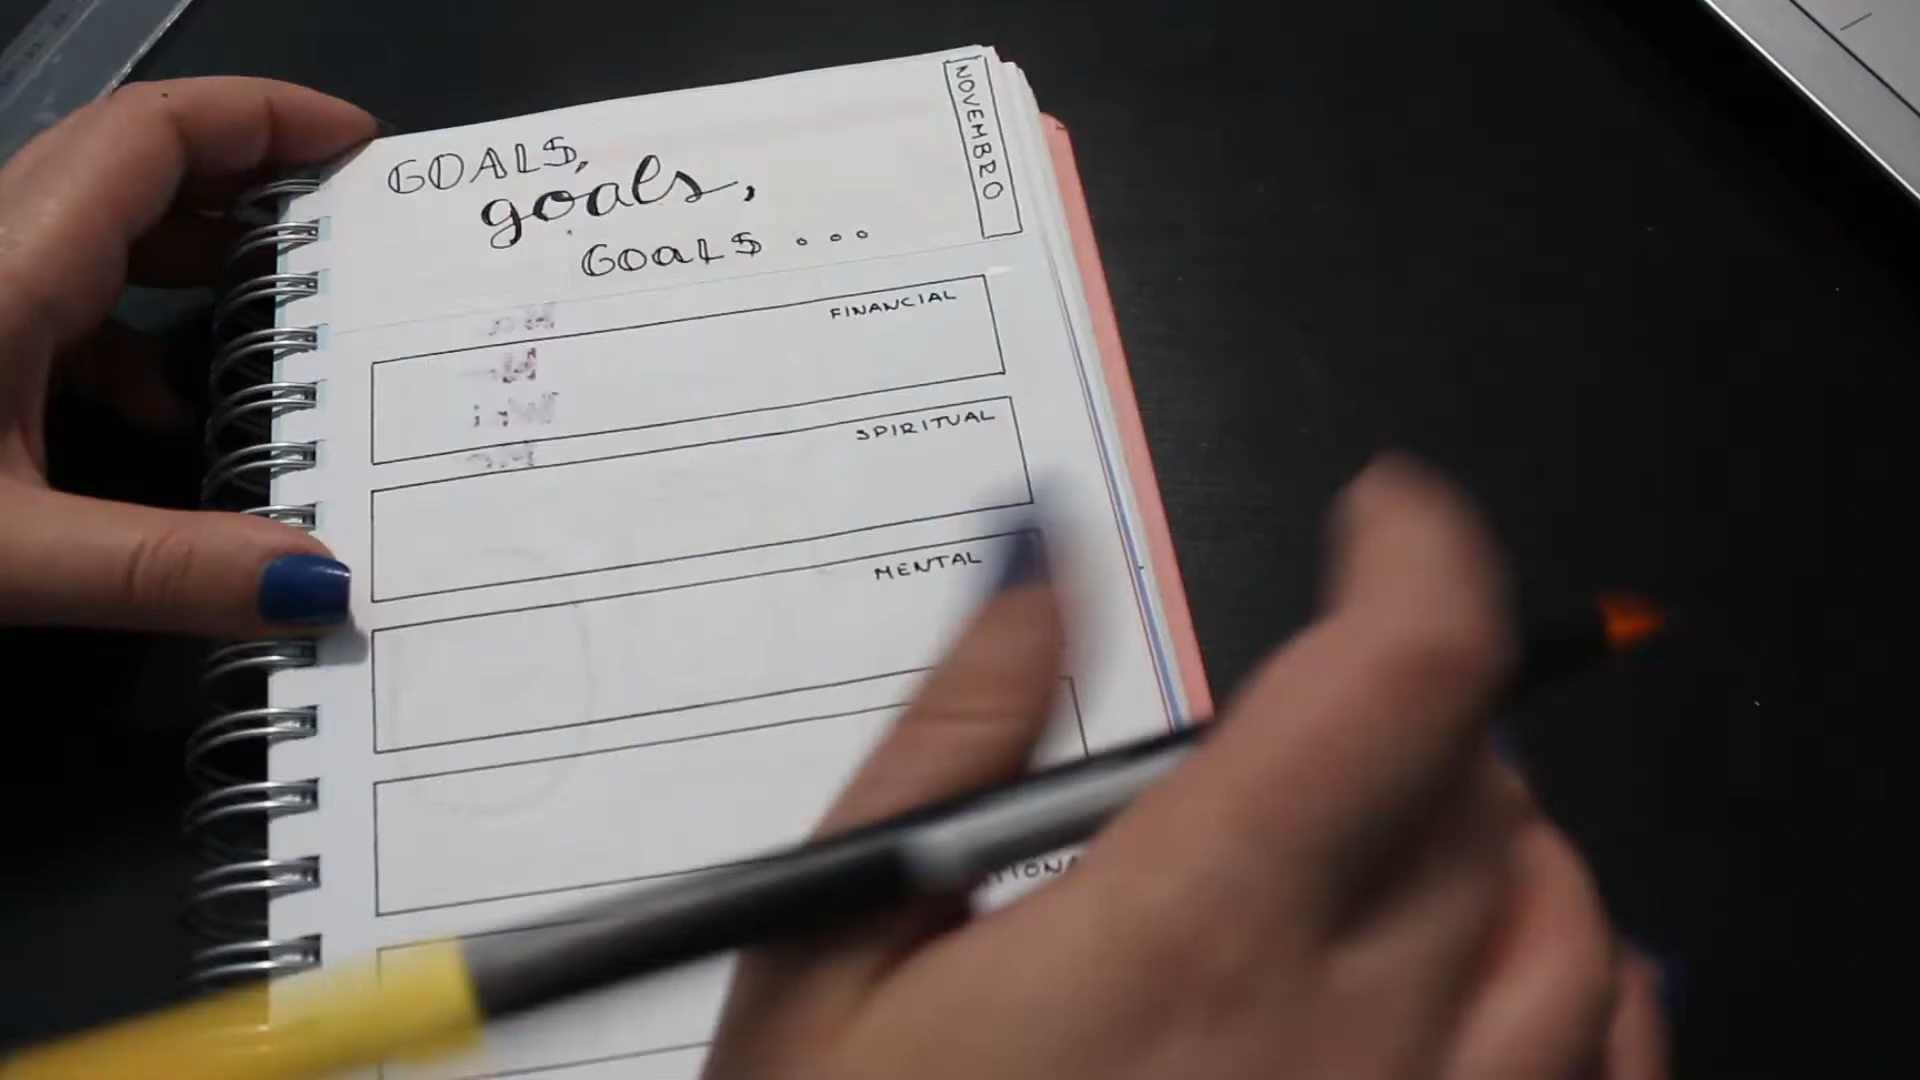 GOALS,
goals,
GOALS...
NOVEMBRO
FINANCIAL
SPIRITUAL
MENTAL